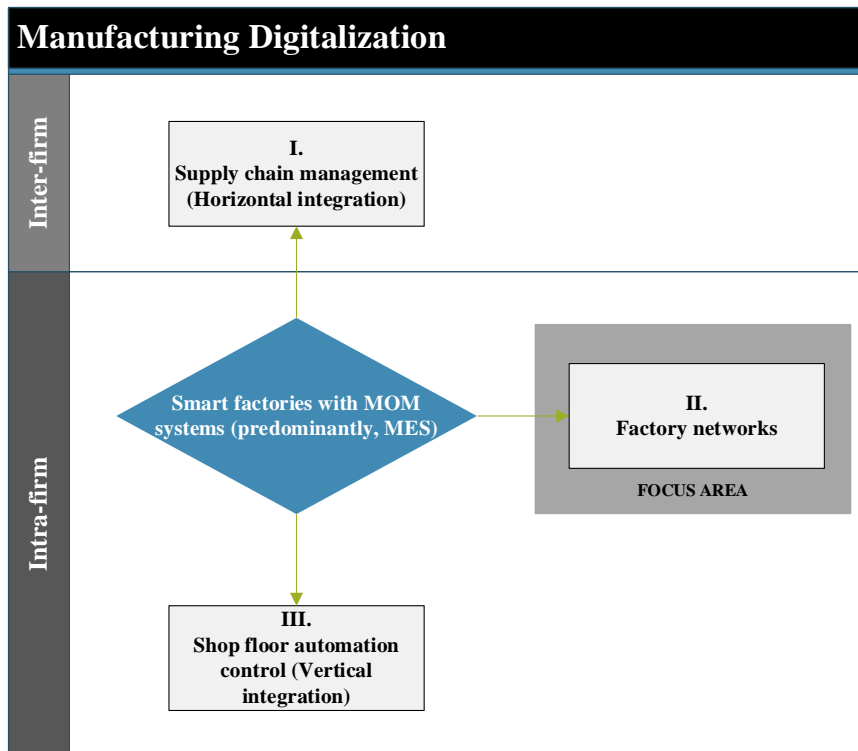 Manufacturing Digitalization
Inter-firm
I.
Supply chain management
(Horizontal integration)
Intra-firm
Smart factories with MOM
systems (predominantly, MES)
II.
Factory networks
FOCUS AREA
III.
Shop floor automation
control (Vertical
integration)